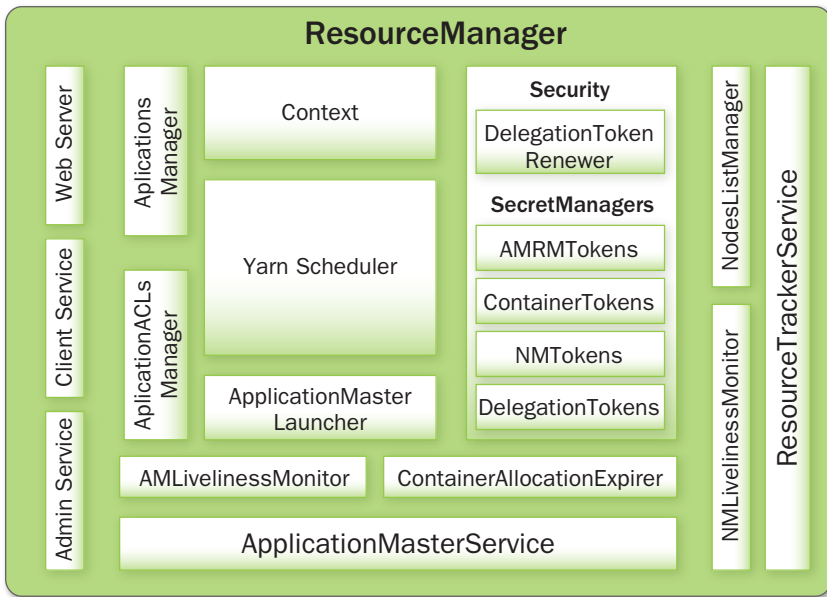 ResourceManager
Web Server
Client Service
Admin Service
Aplications
Manager
AplicationACLs
Manager
Context
Yarn Scheduler
ApplicationMaster
Launcher
Security
DelegationToken
Renewer
SecretManagers
AMRMTokens
ContainerTokens
NMTokens
DelegationTokens
AMLivelinessMonitor
ContainerAllocationExpirer
ApplicationMasterService
NodesListManager
NMLivelinessMonitor
ResourceTrackerService